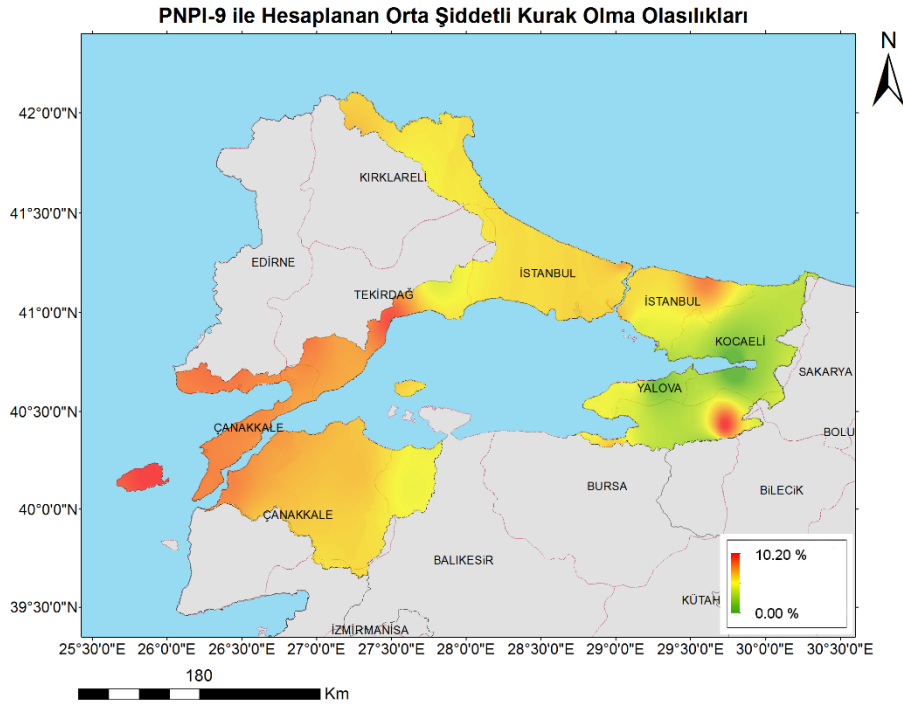 PNPI-9 ile Hesaplanan Orta Şiddetli Kurak Olma Olasılıkları
N
42°0'0"N
KIRKLARELİ
41°30'0"N
EDİRNE
İSTANBUL
TEKİRDAĞ
İSTANBUL
41°0'0"N
KOCAELİ
SAKARYA
YALOVA
40°30'0"N
ÇANAKKALE
BOLU
BURSA
BİLECİK
40°0'0"N
ÇANAKKALE
BALIKESİR
10.20 %
0.00 %
39°30'0"N
KÜTAH
İZMİRMANİSA
25°30'0"E 26°0'0"E 26°30'0"E 27°0'0"E 27°30'0"E 28°0'0"E 28°30'0"E 29°0'0"E 29°30'0"E 30°0'0"E 30°30'0"E
180
Km